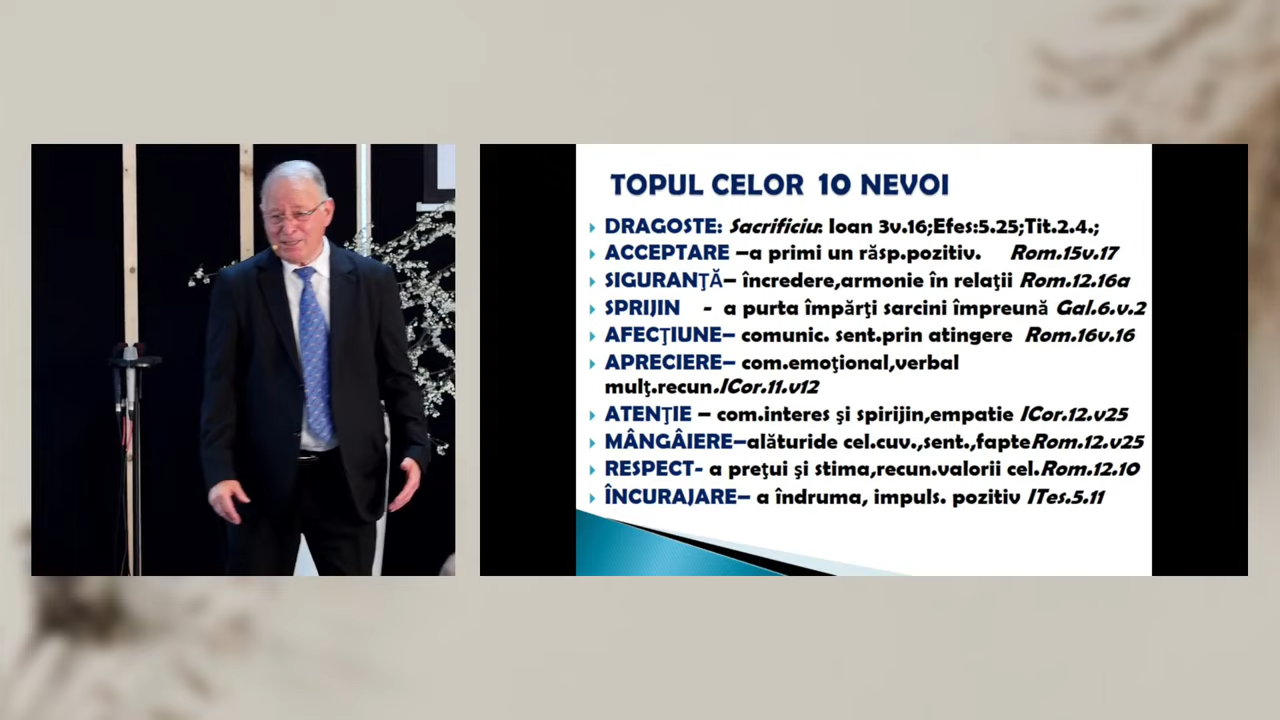 TOPUL CELOR 10 NEVOI
DRAGOSTE: Sacrificiu: Ioan 3v.16;Efes:5.25;Tit.2.4.;
ACCEPTARE –a primi un răsp.pozitiv. Rom.15v.17
SIGURANŢĂ– încredere,armonie în relaţii Rom.12.16a
SPRIJIN - a purta împărţi sarcini împreună Gal.6.v.2
AFECŢIUNE– comunic. sent.prin atingere Rom.16v.16
APRECIERE– com.emoţional,verbal
mulţ.recun.ICor.11.v12
ATENŢIE – com.interes şi spirijin,empatie ICor.12.v25
MÂNGÂIERE–alăturide cel.cuv.,sent.,fapteRom.12.v25
RESPECT- a preţui şi stima,recun.valorii cel.Rom.12.10
ÎNCURAJARE– a îndruma, impuls. pozitiv ITes.5.11